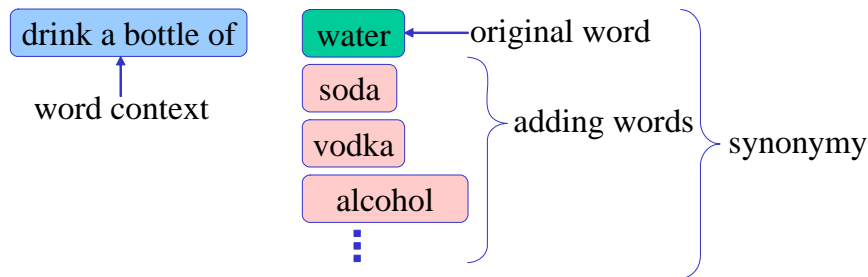 drink a bottle of
water
original word
word context
soda
vodka
alcohol
adding words
synonymy